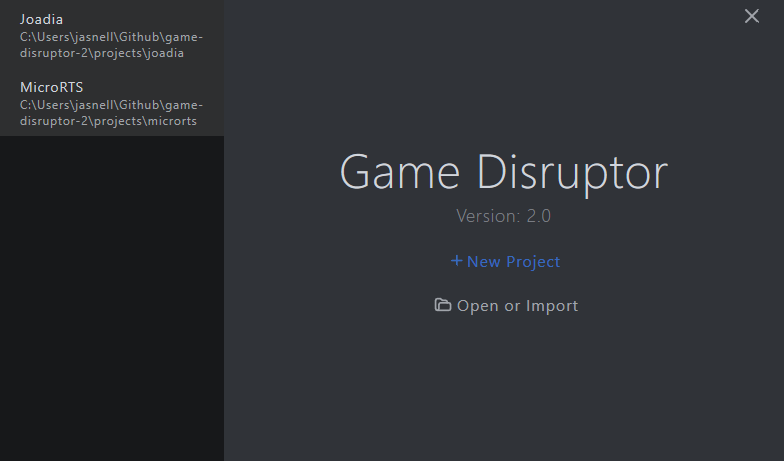 Joadia
C:\Users\jasnell\Github\game-
disruptor-2\projects\joadia
MicroRTS
C:\Users\jasnell\Github\game-
disruptor-2\projects\microrts
Game Disruptor
Version: 2.0
+ New Project
Open or Import